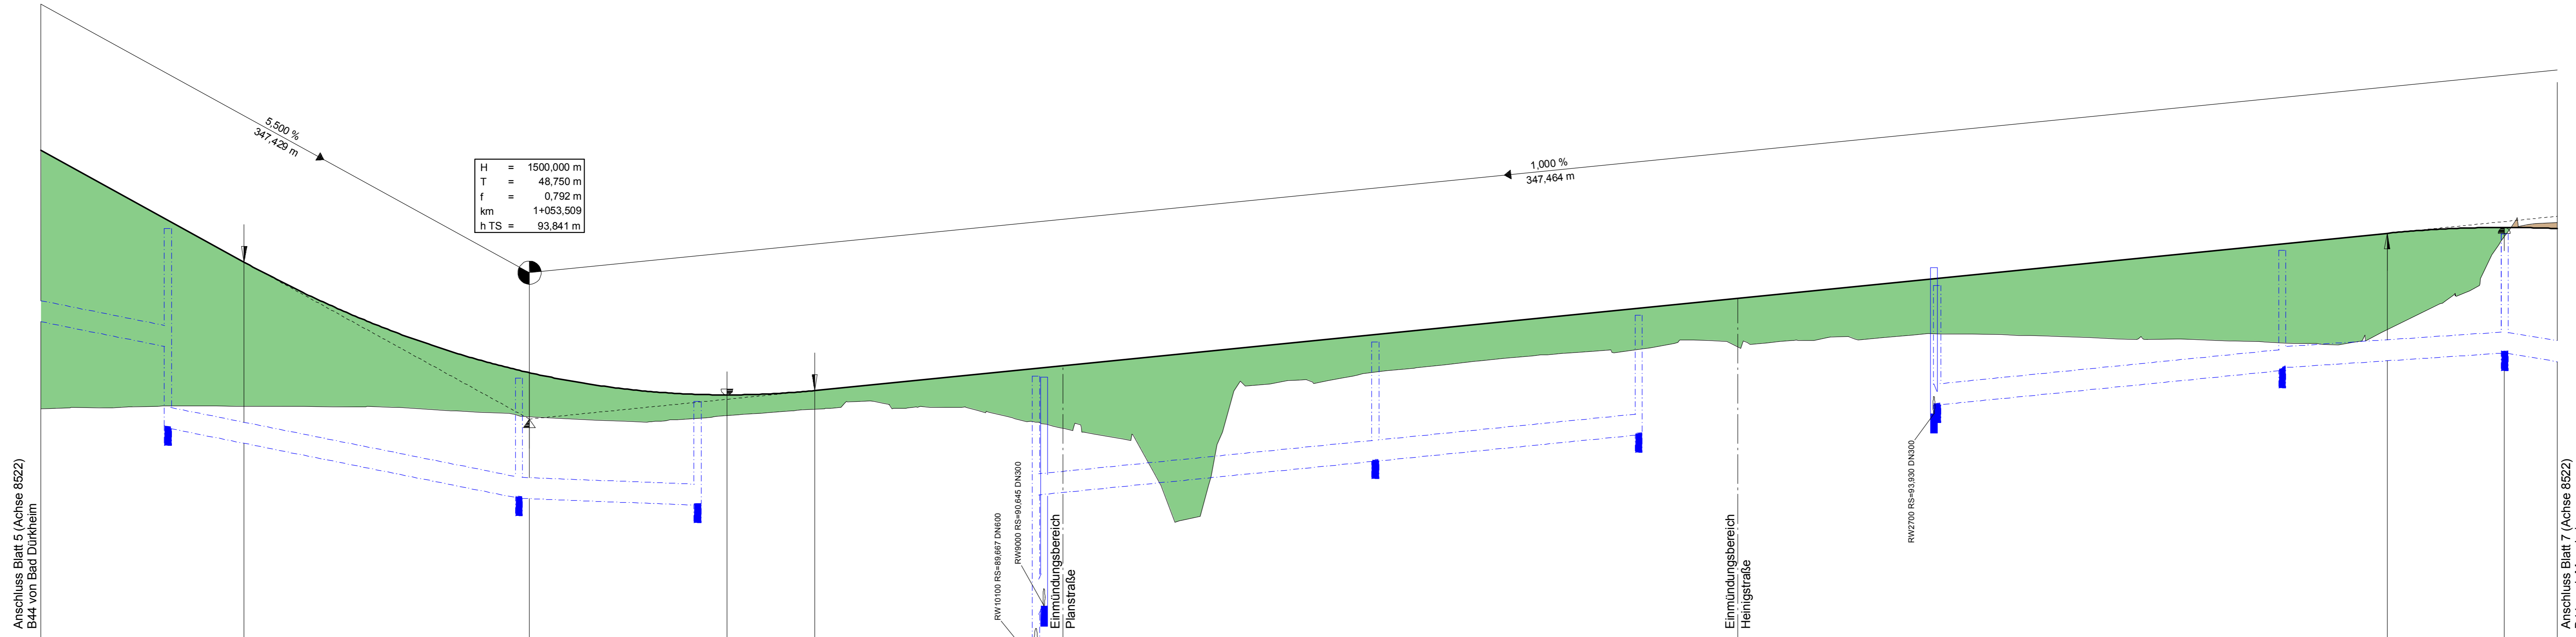 5,500 %
347,429 m
H = 1500,000 m
T = 48,750 m
f = 0,792 m
km 1+053,509
h TS = 93,841 m
1,000 %
347,464 m
Anschluss Blatt 5 (Achse 8522)
B44 von Bad Dürkheim
RW10100 RS=89,667 DN600
RW9000 RS=90,645 DN300
Einmündungsbereich
Planstraße
Einmündungsbereich
Heinigstraße
RW2700 RS=93,930 DN300
Anschluss Blatt 7 (Achse 8522)